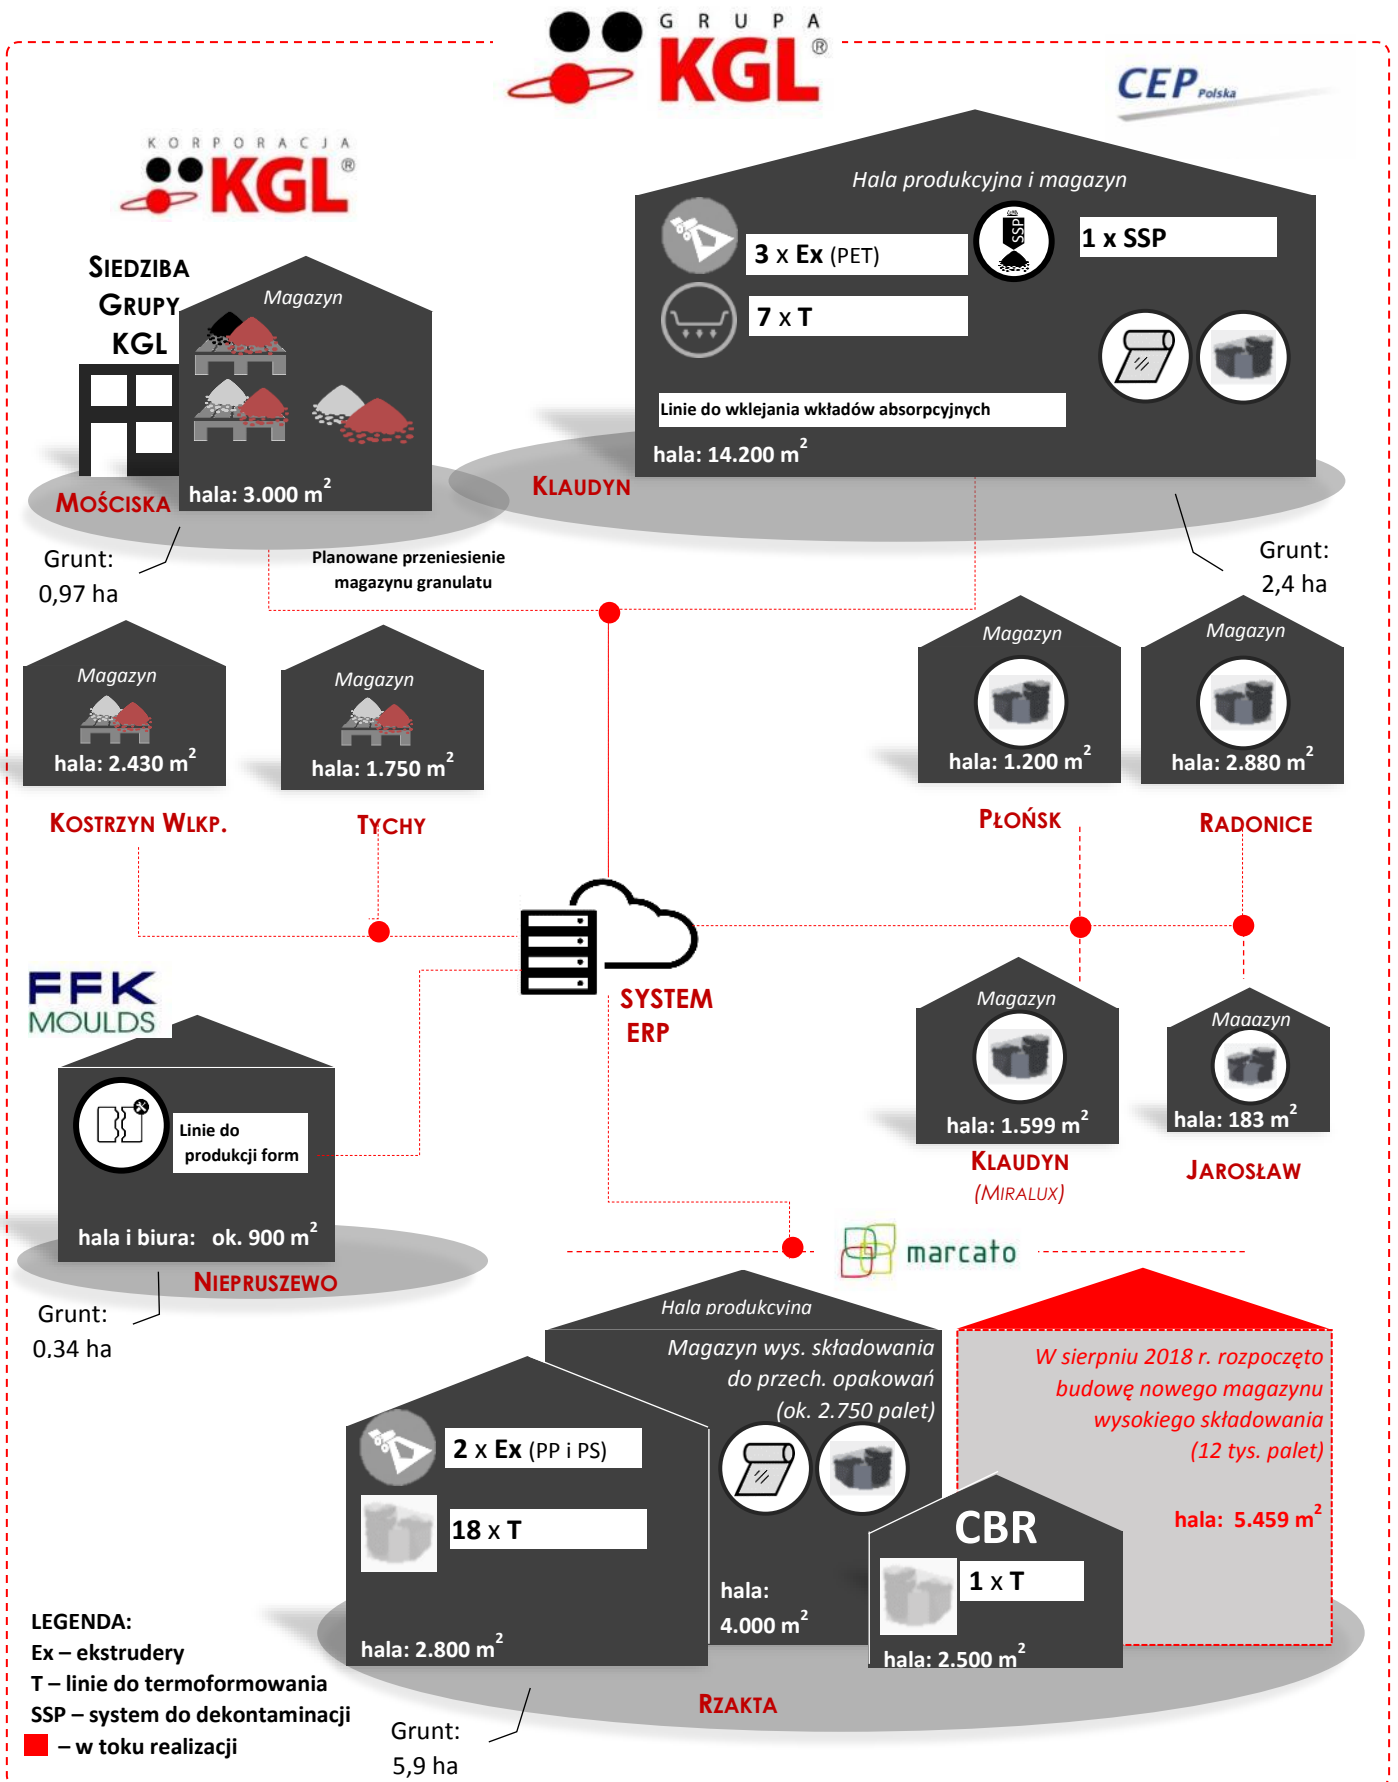 GRUPA
KGL®
CEP Polska
KORPORACJA
KGL®
Hala produkcyjna i magazyn
3 x Ex (PET)
SSP
1 x SSP
7 x T
Linie do wklejania wkładów absorpcyjnych
hala: 14.200 m²
KLAUDYN
Grunt:
2,4 ha
SIEDZIBA
GRUPY
KGL
Magazyn
hala: 3.000 m²
MOŚCISKA
Grunt:
0,97 ha
Planowane przeniesienie
magazynu granulatu
Magazyn
hala: 2.430 m²
KOSTRZYN WLKP.
Magazyn
hala: 1.750 m²
TYCHY
Magazyn
hala: 1.200 m²
PŁOŃSK
Magazyn
hala: 2.880 m²
RADONICE
SYSTEM
ERP
FFK
MOULDS
Linie do
produkcji form
hala i biura: ok. 900 m²
NIEPRUSZEWO
Grunt:
0,34 ha
Magazyn
hala: 1.599 m²
KLAUDYN
(MIRALUX)
Magazyn
hala: 183 m²
JAROSŁAW
marcato
Hala produkcyjna
Magazyn wys. składowania
do przech. opakowań
(ok. 2.750 palet)
hala:
4.000 m²
2 x Ex (PP i PS)
18 x T
hala: 2.800 m²
CBR
1 x T
hala: 2.500 m²
W sierpniu 2018 r. rozpoczęto
budowę nowego magazynu
wysokiego składowania
(12 tys. palet)
hala: 5.459 m²
RZAKTA
Grunt:
5,9 ha
LEGENDA:
Ex – ekstrudery
T – linie do termoformowania
SSP – system do dekontaminacji
– w toku realizacji